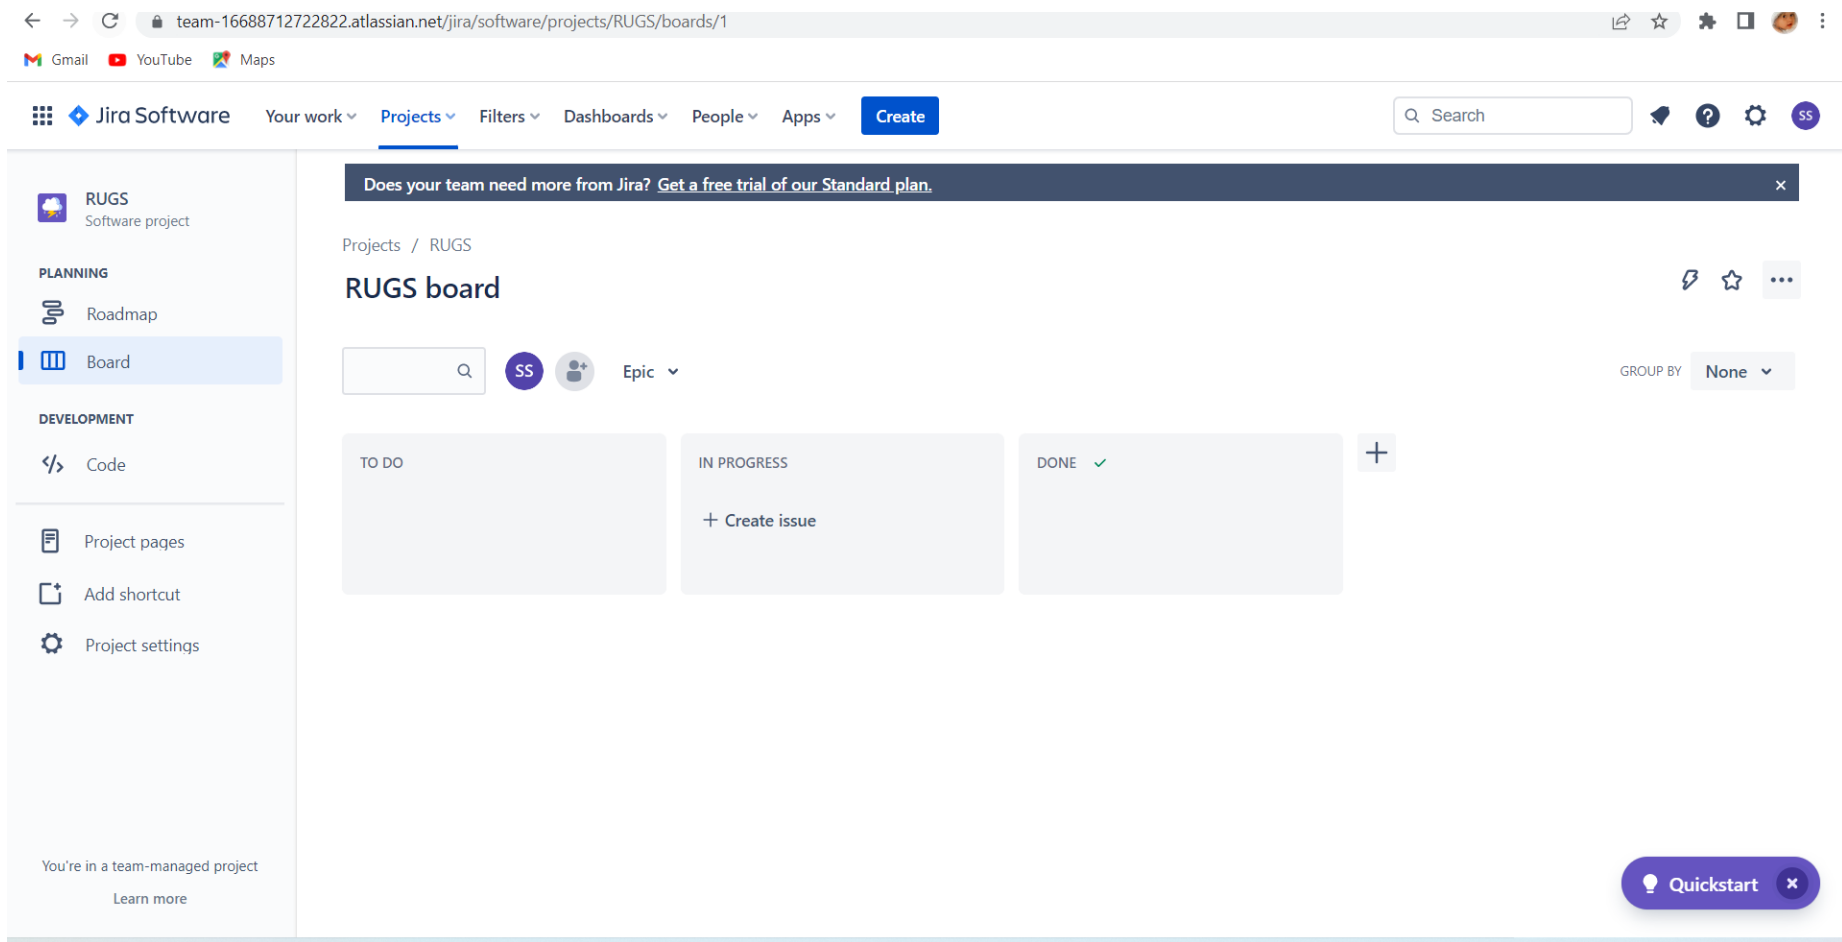 team-16688712722822.atlassian.net/jira/software/projects/RUGS/boards/1
Gmail YouTube Maps
Jira Software Your work Projects Filters Dashboards People Apps Create Search SS
RUGS
Software project
PLANNING
Roadmap
Board
DEVELOPMENT
Code
Project pages
Add shortcut
Project settings
You're in a team-managed project
Learn more
Does your team need more from Jira? Get a free trial of our Standard plan.
Projects / RUGS
RUGS board
SS Epic GROUP BY None
TO DO IN PROGRESS DONE
+ Create issue
Quickstart